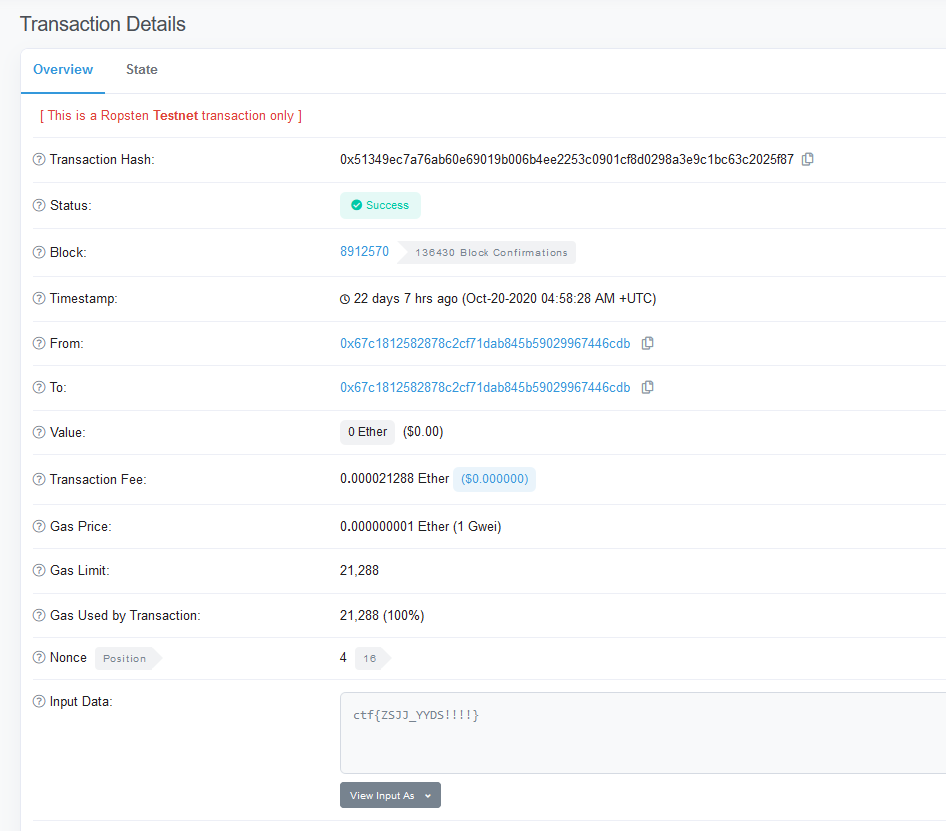 Transaction Details
Overview State
[ This is a Ropsten Testnet transaction only ]
Transaction Hash: 0x51349ec7a76ab60e69019b006b4ee2253c0901cf8d0298a3e9c1bc63c2025f87
Status: Success
Block: 8912570 136430 Block Confirmations
Timestamp: 22 days 7 hrs ago (Oct-20-2020 04:58:28 AM +UTC)
From: 0x67c1812582878c2cf71dab845b59029967446cdb
To: 0x67c1812582878c2cf71dab845b59029967446cdb
Value: 0 Ether ($0.00)
Transaction Fee: 0.000021288 Ether ($0.000000)
Gas Price: 0.000000001 Ether (1 Gwei)
Gas Limit: 21,288
Gas Used by Transaction: 21,288 (100%)
Nonce Position 4 16
Input Data: ctf{ZSJJ_YYDS!!!!}
View Input As